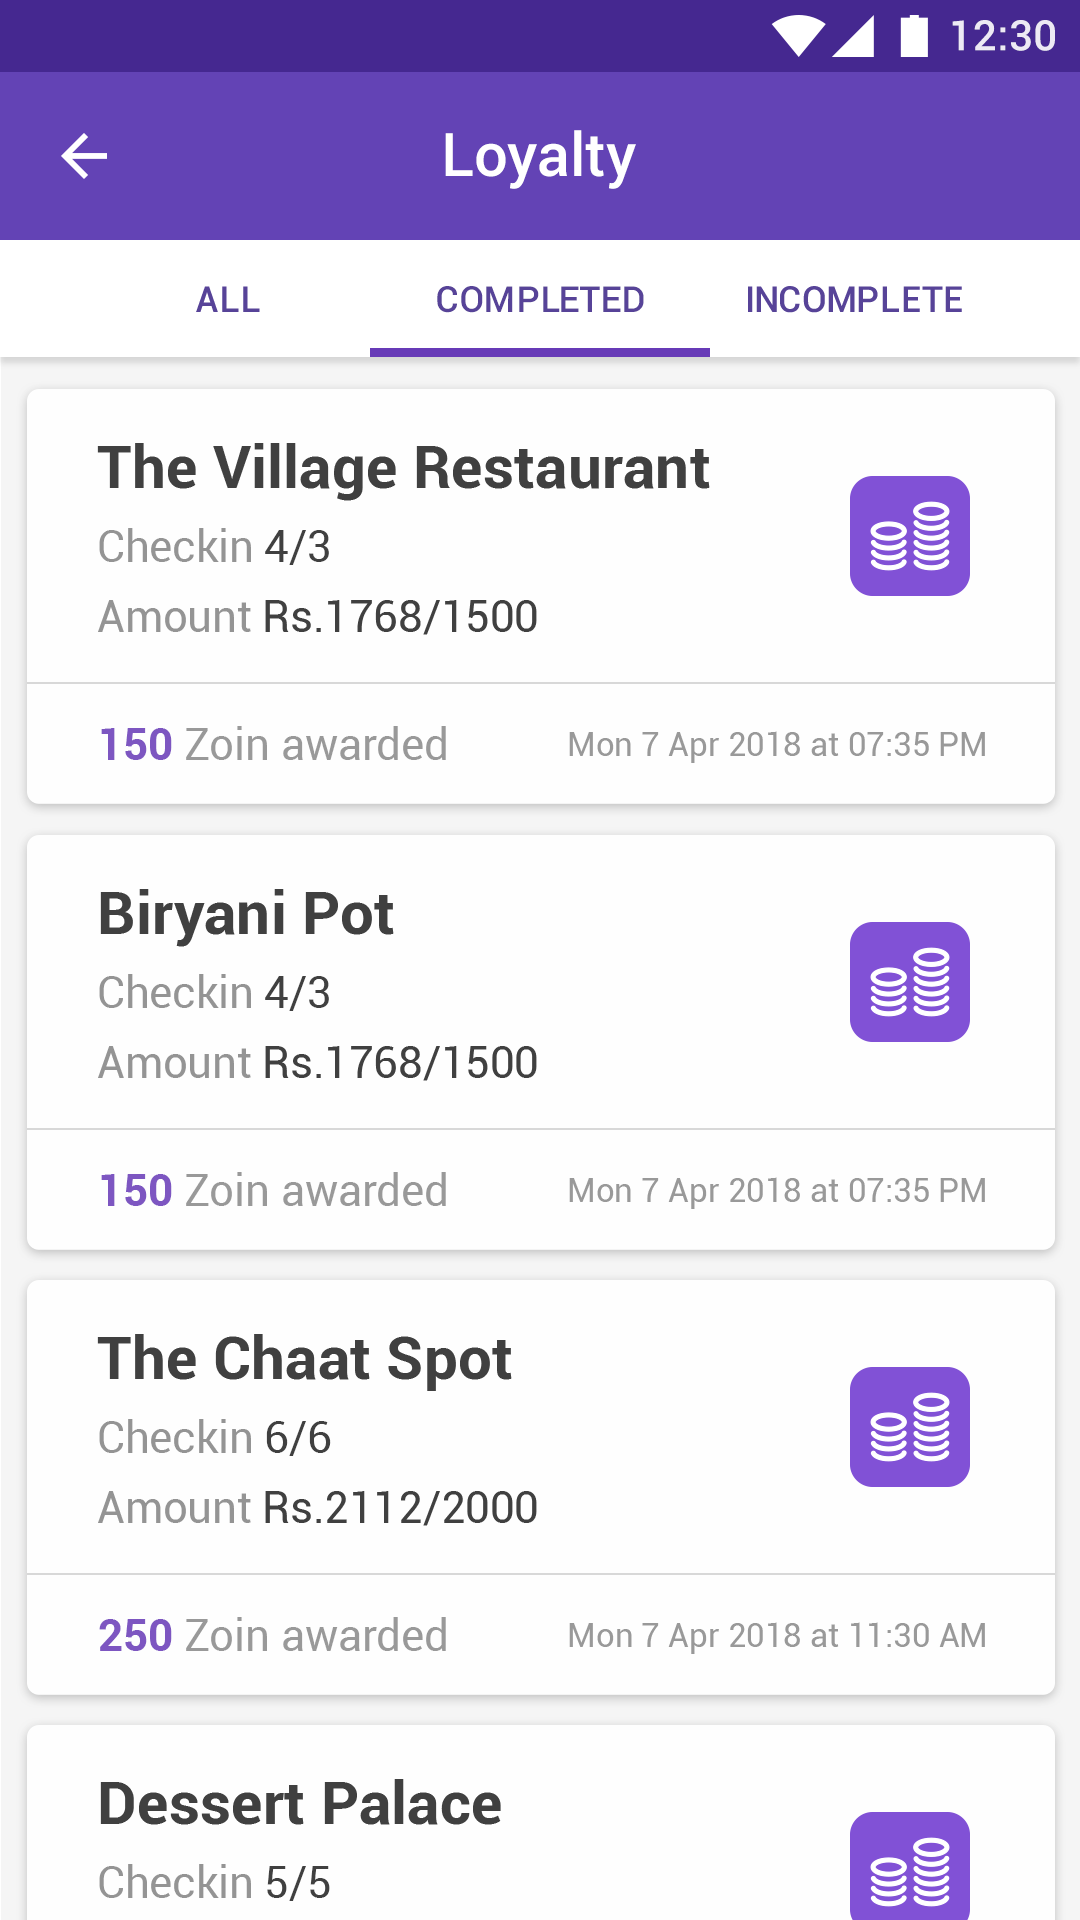 12:30
Loyalty
ALL COMPLETED INCOMPLETE
The Village Restaurant
Checkin 4/3
Amount Rs.1768/1500
150 Zoin awarded Mon 7 Apr 2018 at 07:35 PM
Biryani Pot
Checkin 4/3
Amount Rs.1768/1500
150 Zoin awarded Mon 7 Apr 2018 at 07:35 PM
The Chaat Spot
Checkin 6/6
Amount Rs.2112/2000
250 Zoin awarded Mon 7 Apr 2018 at 11:30 AM
Dessert Palace
Checkin 5/5